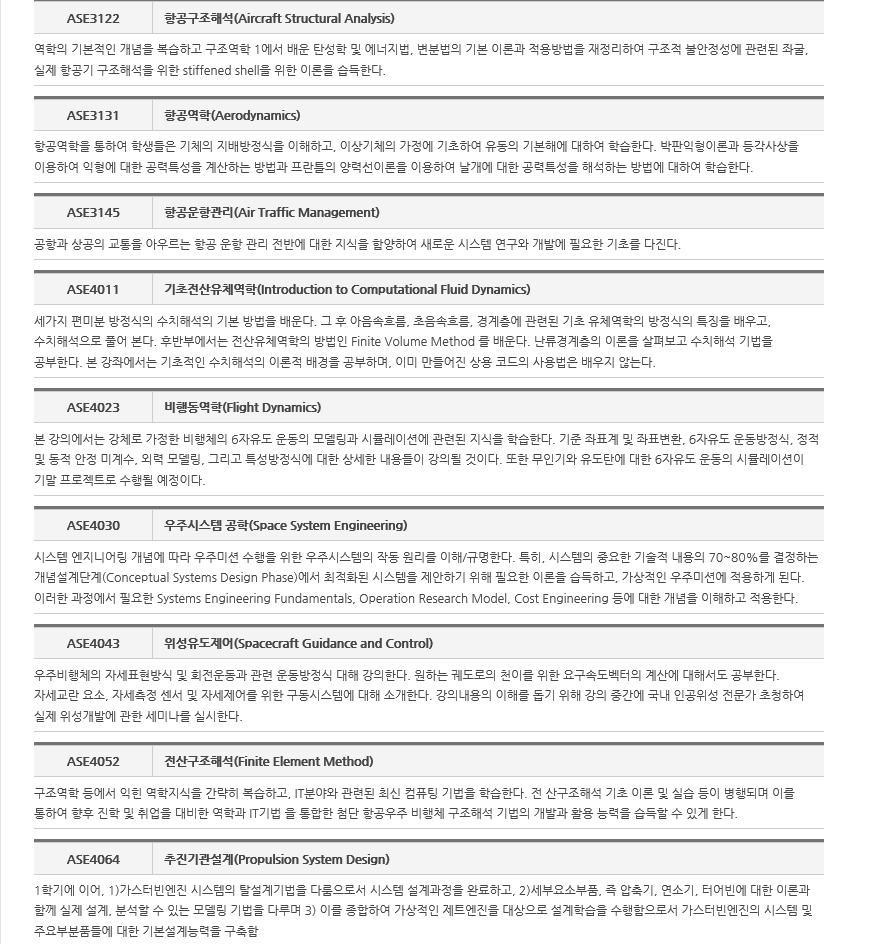 ASE3122 항공구조해석(Aircraft Structural Analysis)
역학의 기본적인 개념을 복습하고 구조역학 1에서 배운 탄성학 및 에너지법, 변분법의 기본 이론과 적용방법을 재정리하여 구조적 불안정성에 관련된 좌굴,
실제 항공기 구조해석을 위한 stiffened shell을 위한 이론을 습득한다.
ASE3131 항공역학(Aerodynamics)
항공역학을 통하여 학생들은 기체의 지배방정식을 이해하고, 이상기체의 가정에 기초하여 유동의 기본해에 대하여 학습한다. 박판익형이론과 등각사상을
이용하여 익형에 대한 공력특성을 계산하는 방법과 프란틀의 양력선이론을 이용하여 날개에 대한 공력특성을 해석하는 방법에 대하여 학습한다.
ASE3145 항공운항관리(Air Traffic Management)
공항과 상공의 교통을 아우르는 항공 운항 관리 전반에 대한 지식을 함양하여 새로운 시스템 연구와 개발에 필요한 기초를 다진다.
ASE4011 기초전산유체역학(Introduction to Computational Fluid Dynamics)
세가지 편미분 방정식의 수치해석의 기본 방법을 배운다. 그 후 아음속흐름, 초음속흐름, 경계층에 관련된 기초 유체역학의 방정식의 특징을 배우고,
수치해석으로 풀어 본다. 후반부에서는 전산유체역학의 방법인 Finite Volume Method 를 배운다. 난류경계층의 이론을 살펴보고 수치해석 기법을
공부한다. 본 강좌에서는 기초적인 수치해석의 이론적 배경을 공부하며, 이미 만들어진 상용 코드의 사용법은 배우지 않는다.
ASE4023 비행동역학(Flight Dynamics)
본 강의에서는 강체로 가정한 비행체의 6자유도 운동의 모델링과 시뮬레이션에 관련된 지식을 학습한다. 기준 좌표계 및 좌표변환, 6자유도 운동방정식, 정적
및 동적 안정 미계수, 외력 모델링, 그리고 특성방정식에 대한 상세한 내용들이 강의될 것이다. 또한 무인기와 유도탄에 대한 6자유도 운동의 시뮬레이션이
기말 프로젝트로 수행될 예정이다.
ASE4030 우주시스템 공학(Space System Engineering)
시스템 엔지니어링 개념에 따라 우주미션 수행을 위한 우주시스템의 작동 원리를 이해/규명한다. 특히, 시스템의 중요한 기술적 내용의 70~80%를 결정하는
개념설계단계(Conceptual Systems Design Phase)에서 최적화된 시스템을 제안하기 위해 필요한 이론을 습득하고, 가상적인 우주미션에 적용하게 된다.
이러한 과정에서 필요한 Systems Engineering Fundamentals, Operation Research Model, Cost Engineering 등에 대한 개념을 이해하고 적용한다.
ASE4043 위성유도제어(Spacecraft Guidance and Control)
우주비행체의 자세표현방식 및 회전운동과 관련 운동방정식 대해 강의한다. 원하는 궤도로의 천이를 위한 요구속도벡터의 계산에 대해서도 공부한다.
자세교란 요소, 자세측정 센서 및 자세제어를 위한 구동시스템에 대해 소개한다. 강의내용의 이해를 돕기 위해 강의 중간에 국내 인공위성 전문가 초청하여
실제 위성개발에 관한 세미나를 실시한다.
ASE4052 전산구조해석(Finite Element Method)
구조역학 등에서 익힌 역학지식을 간략히 복습하고, IT분야와 관련된 최신 컴퓨팅 기법을 학습한다. 전 산구조해석 기초 이론 및 실습 등이 병행되며 이를
통하여 향후 진학 및 취업을 대비한 역학과 IT기법 을 통합한 첨단 항공우주 비행체 구조해석 기법의 개발과 활용 능력을 습득할 수 있게 한다.
ASE4064 추진기관설계(Propulsion System Design)
1학기에 이어, 1)가스터빈엔진 시스템의 탈설계기법을 다룸으로서 시스템 설계과정을 완료하고, 2)세부요소부품, 즉 압축기, 연소기, 터어빈에 대한 이론과
함께 실제 설계, 분석할 수 있는 모델링 기법을 다루며 3) 이를 종합하여 가상적인 제트엔진을 대상으로 설계학습을 수행함으로서 가스터빈엔진의 시스템 및
주요부분품들에 대한 기본설계능력을 구축함